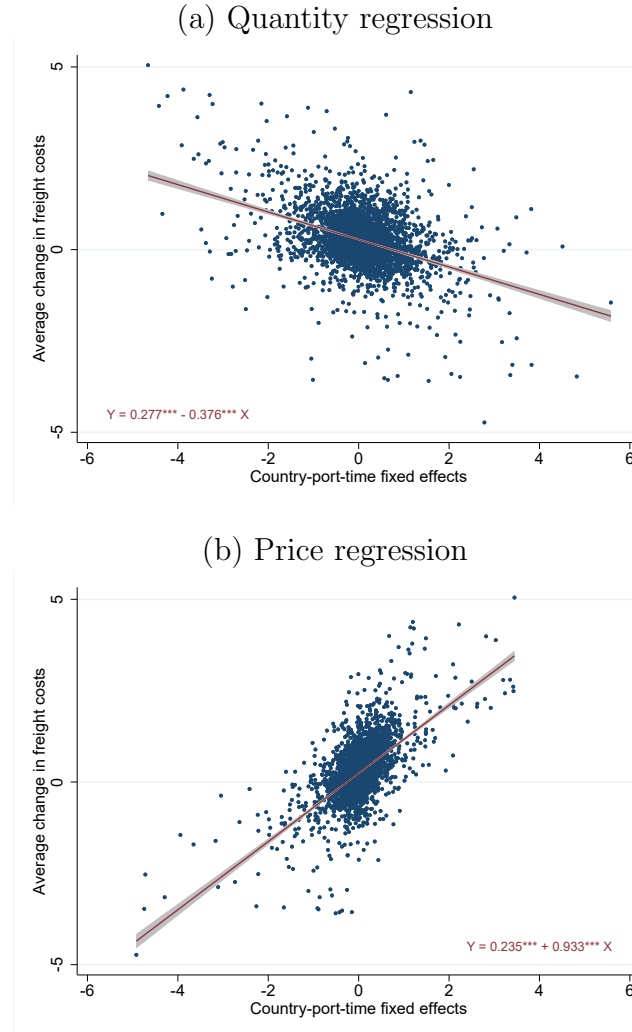 (a) Quantity regression
5
0
-5
Average change in freight costs
Y = 0.277*** - 0.376*** X
-6 -4 -2 0 2 4 6
Country-port-time fixed effects
(b) Price regression
5
0
-5
Average change in freight costs
Y = 0.235*** + 0.933*** X
-6 -4 -2 0 2 4 6
Country-port-time fixed effects